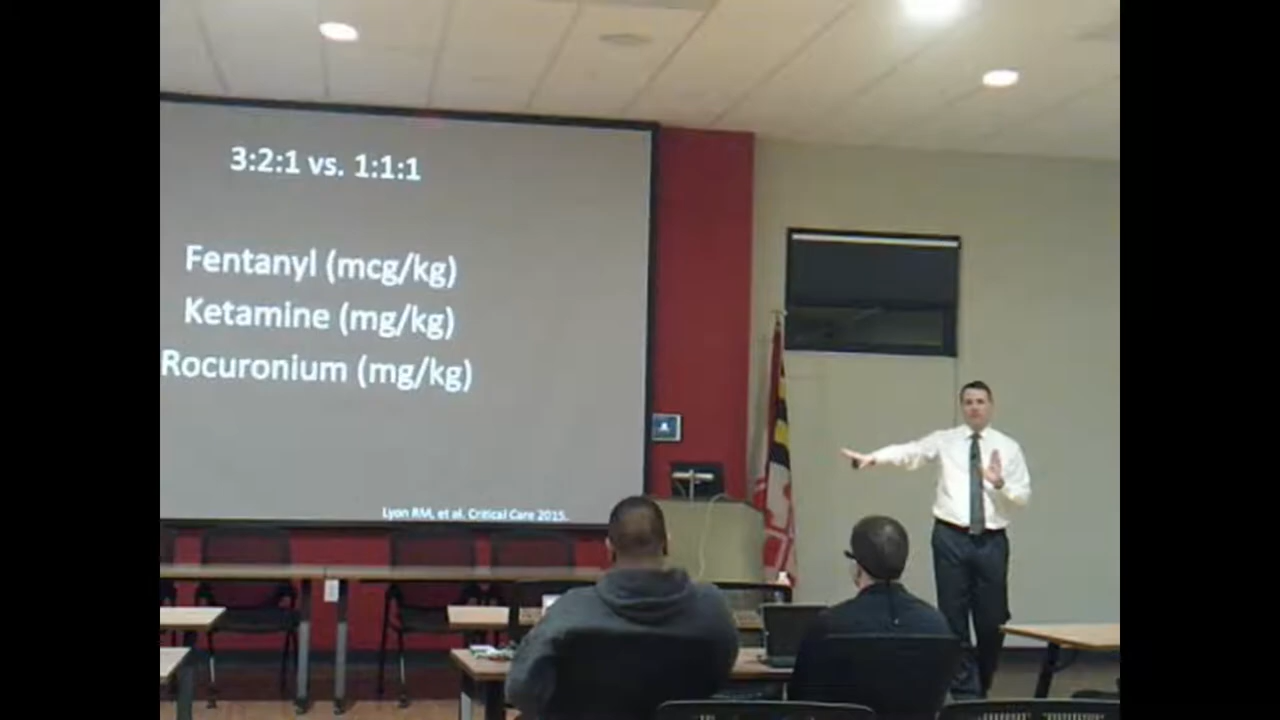 3:2:1 vs. 1:1:1
Fentanyl (mcg/kg)
Ketamine (mg/kg)
Rocuronium (mg/kg)
Lyon RM, et al. Critical Care 2015.